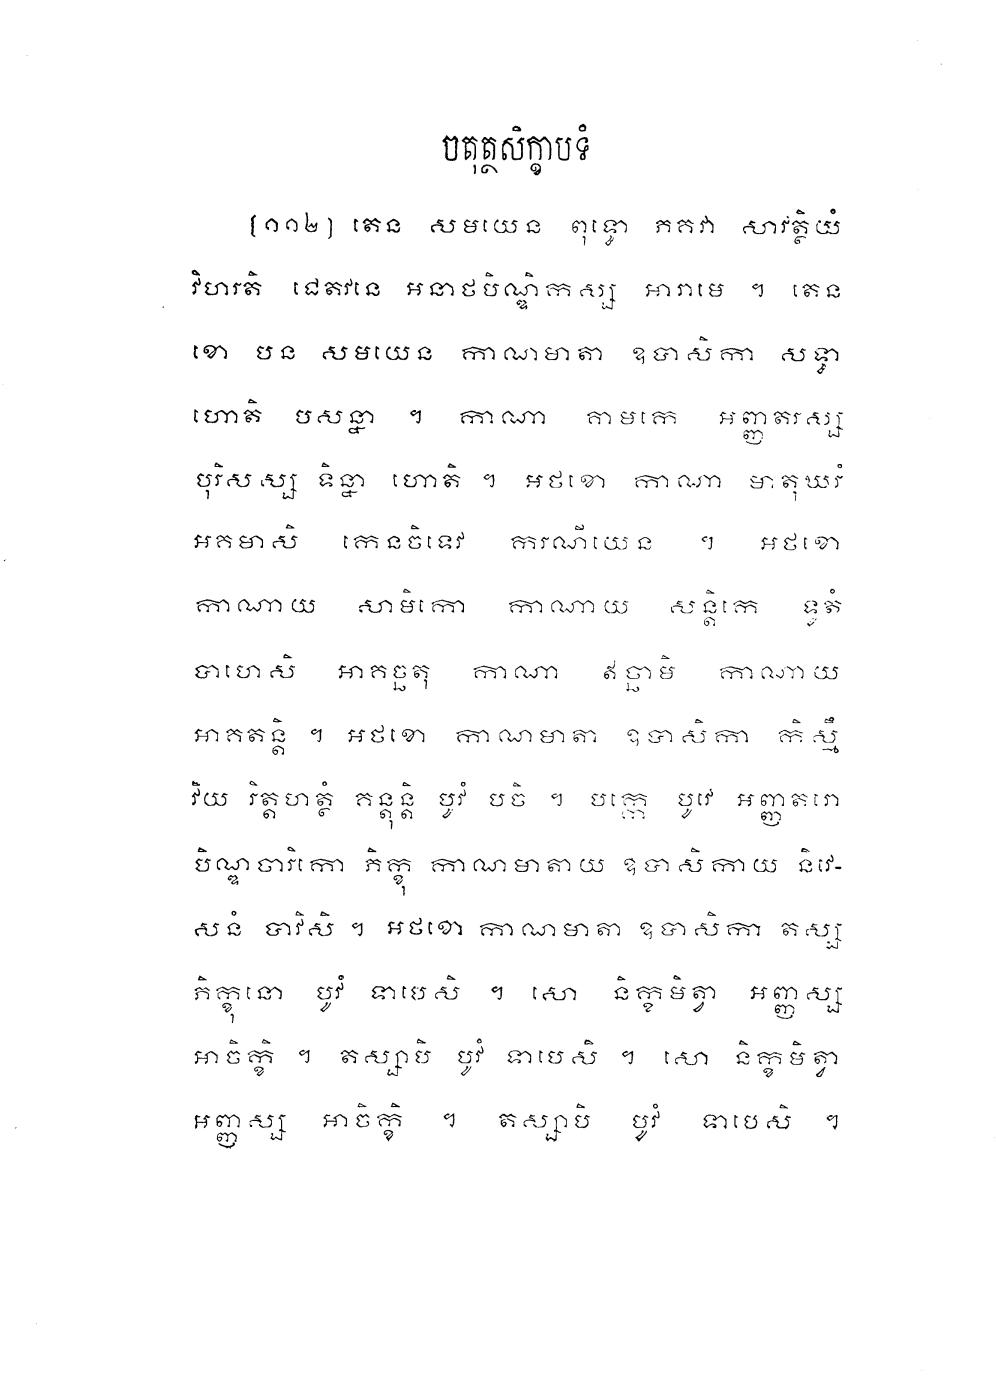 ចតុត្ថសិក្ខាបទំ
[១១២] តេន សមយេន ពុទ្ធោ ភគវា សាវត្ថិយំ
វិហរតិ ជេតវនេ អនាថបិណ្ឌិកស្ស អារាមេ ។ តេន
ខោ បន សមយេន កាណមាតា ឧបាសិកា សទ្ធា
ហោតិ បសន្នា ។ កាណា គាមកេ អញ្ញតរស្ស
បុរិសស្ស ទិន្នា ហោតិ ។ អថខោ កាណា មាតុឃរំ
អគមាសិ កេនចិទេវ ករណីយេន ។ អថខោ
កាណាយ សាមិកោ កាណាយ សន្តិកេ ទូតំ
បាហេសិ អាគច្ឆតុ កាណា ឥច្ឆាមិ កាណាយ
អាគតន្តិ ។ អថខោ កាណមាតា ឧបាសិកា កិស្មឹ
វិយ រិត្តហត្ថំ គន្តុន្តិ បូវំ បចិ ។ បក្កេ បូវេ អញ្ញតរោ
បិណ្ឌចារិកោ ភិក្ខុ កាណមាតាយ ឧបាសិកាយ និវេ-
សនំ បាវិសិ ។ អថខោ កាណមាតា ឧបាសិកា តស្ស
ភិក្ខុនោ បូវំ ទាបេសិ ។ សោ និក្ខមិត្វា អញ្ញស្ស
អាចិក្ខិ ។ តស្សាបិ បូវំ ទាបេសិ ។ សោ និក្ខមិត្វា
អញ្ញស្ស អាចិក្ខិ ។ តស្សាបិ បូវំ ទាបេសិ ។